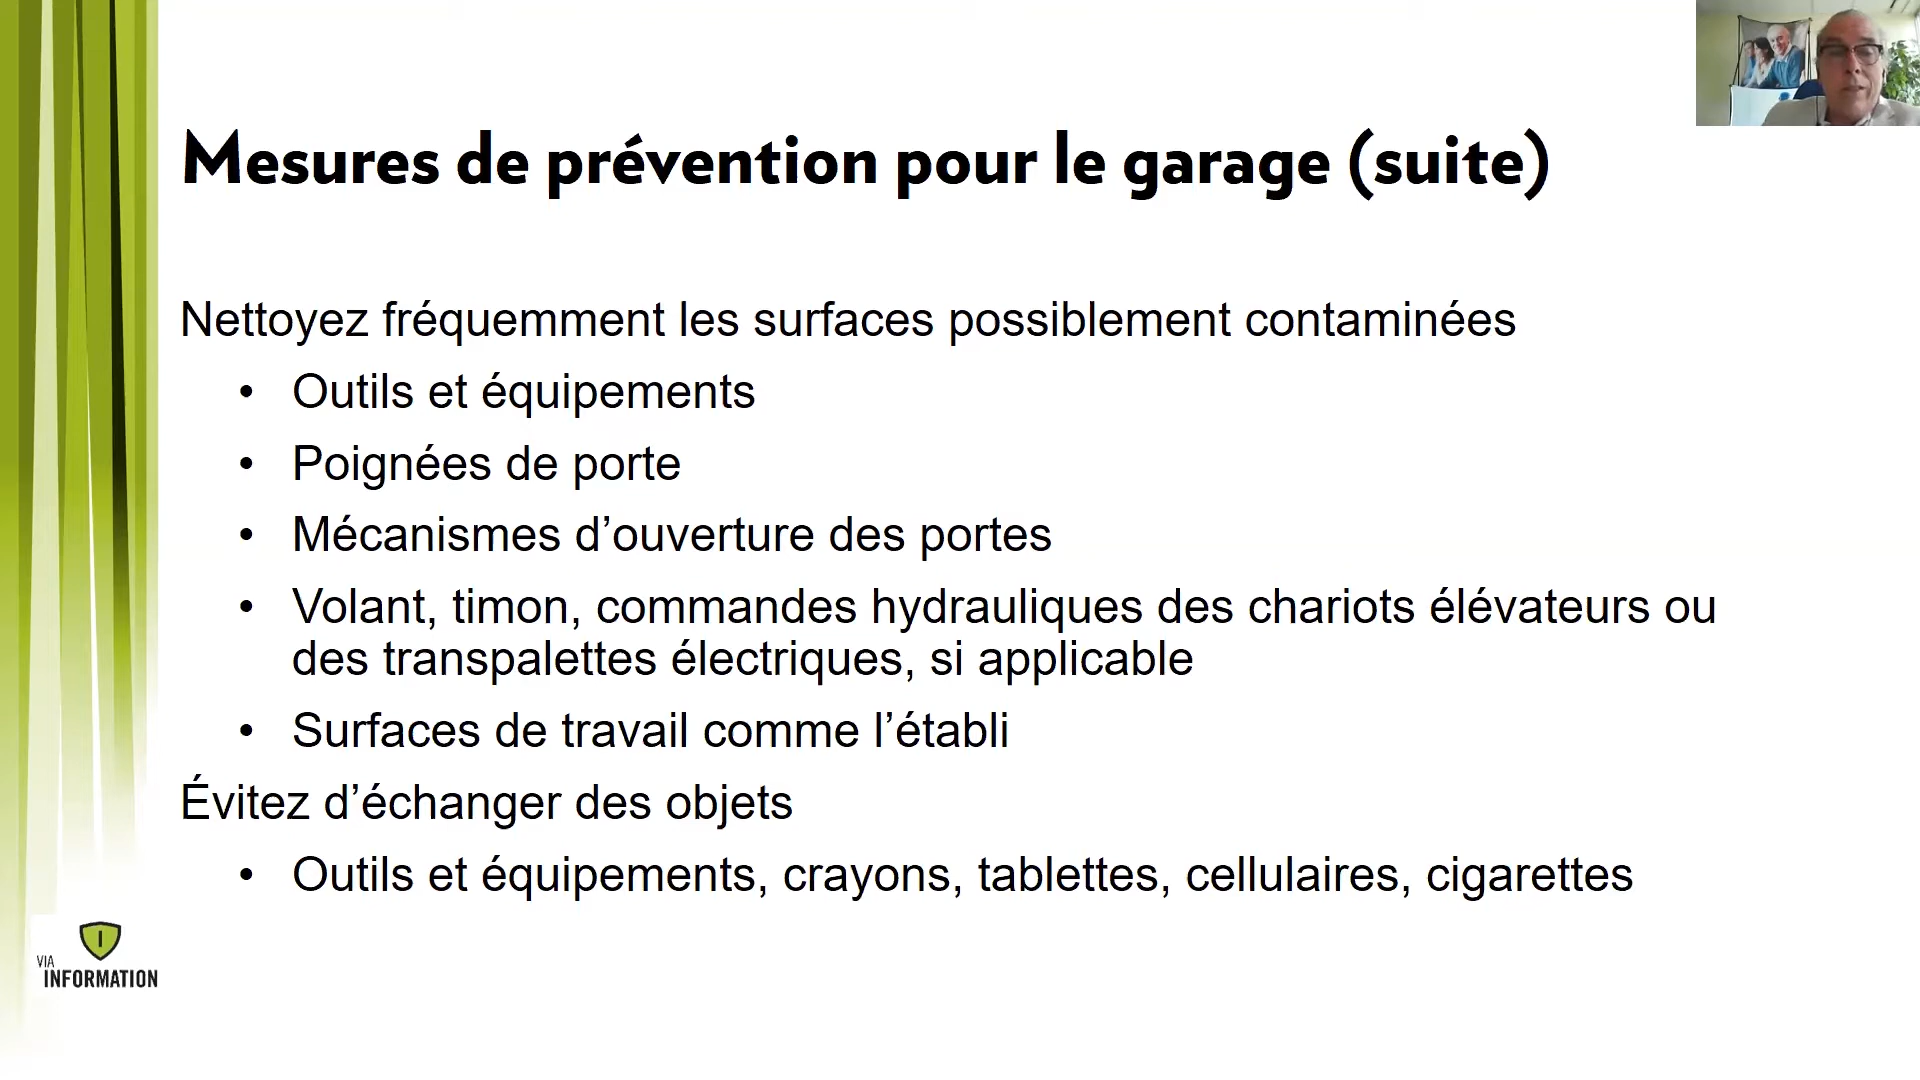 Mesures de prévention pour le garage (suite)
Nettoyez fréquemment les surfaces possiblement contaminées
• Outils et équipements
• Poignées de porte
• Mécanismes d’ouverture des portes
• Volant, timon, commandes hydrauliques des chariots élévateurs ou
des transpalettes électriques, si applicable
• Surfaces de travail comme l’établi
Évitez d’échanger des objets
• Outils et équipements, crayons, tablettes, cellulaires, cigarettes
I
VIA
INFORMATION